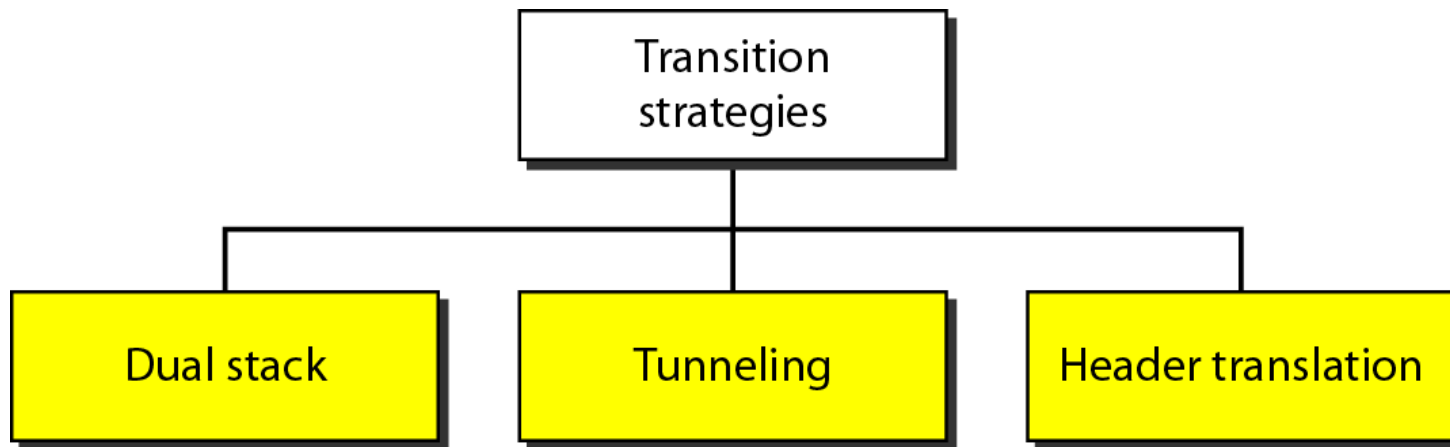 Transition
strategies
Dual stack
Tunneling
Header translation